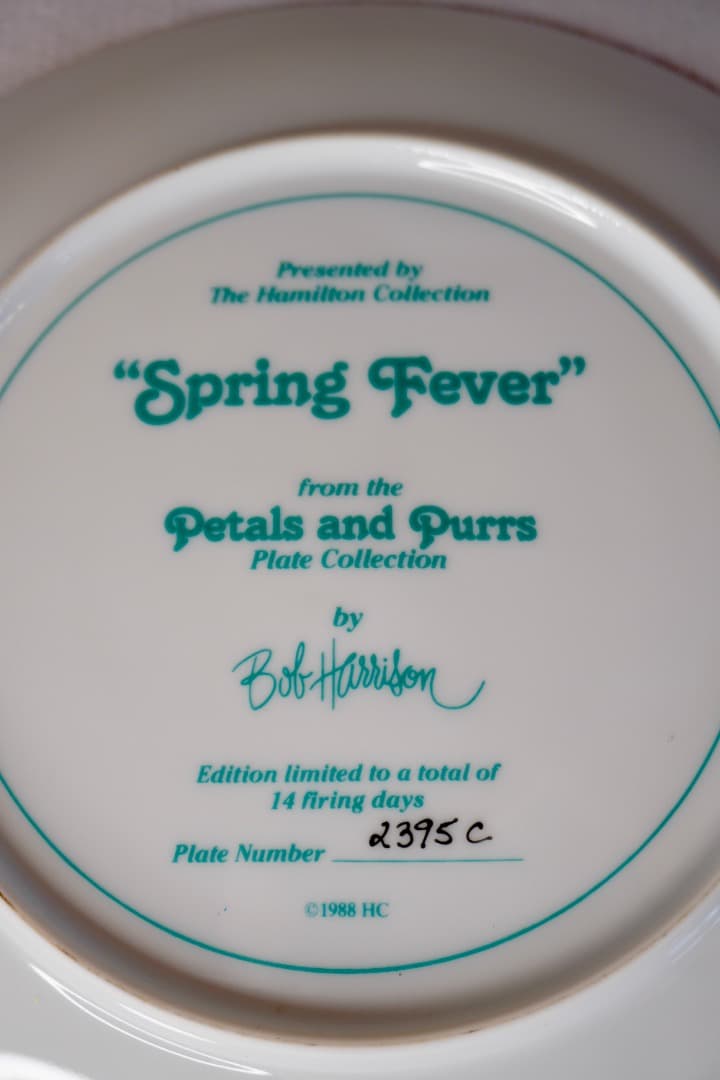 Presented by
The Hamilton Collection
“Spring Fever”
from the
Petals and Purrs
Plate Collection
by
Bob Harrison
Edition limited to a total of
14 firing days
Plate Number 2395 C
©1988 HC